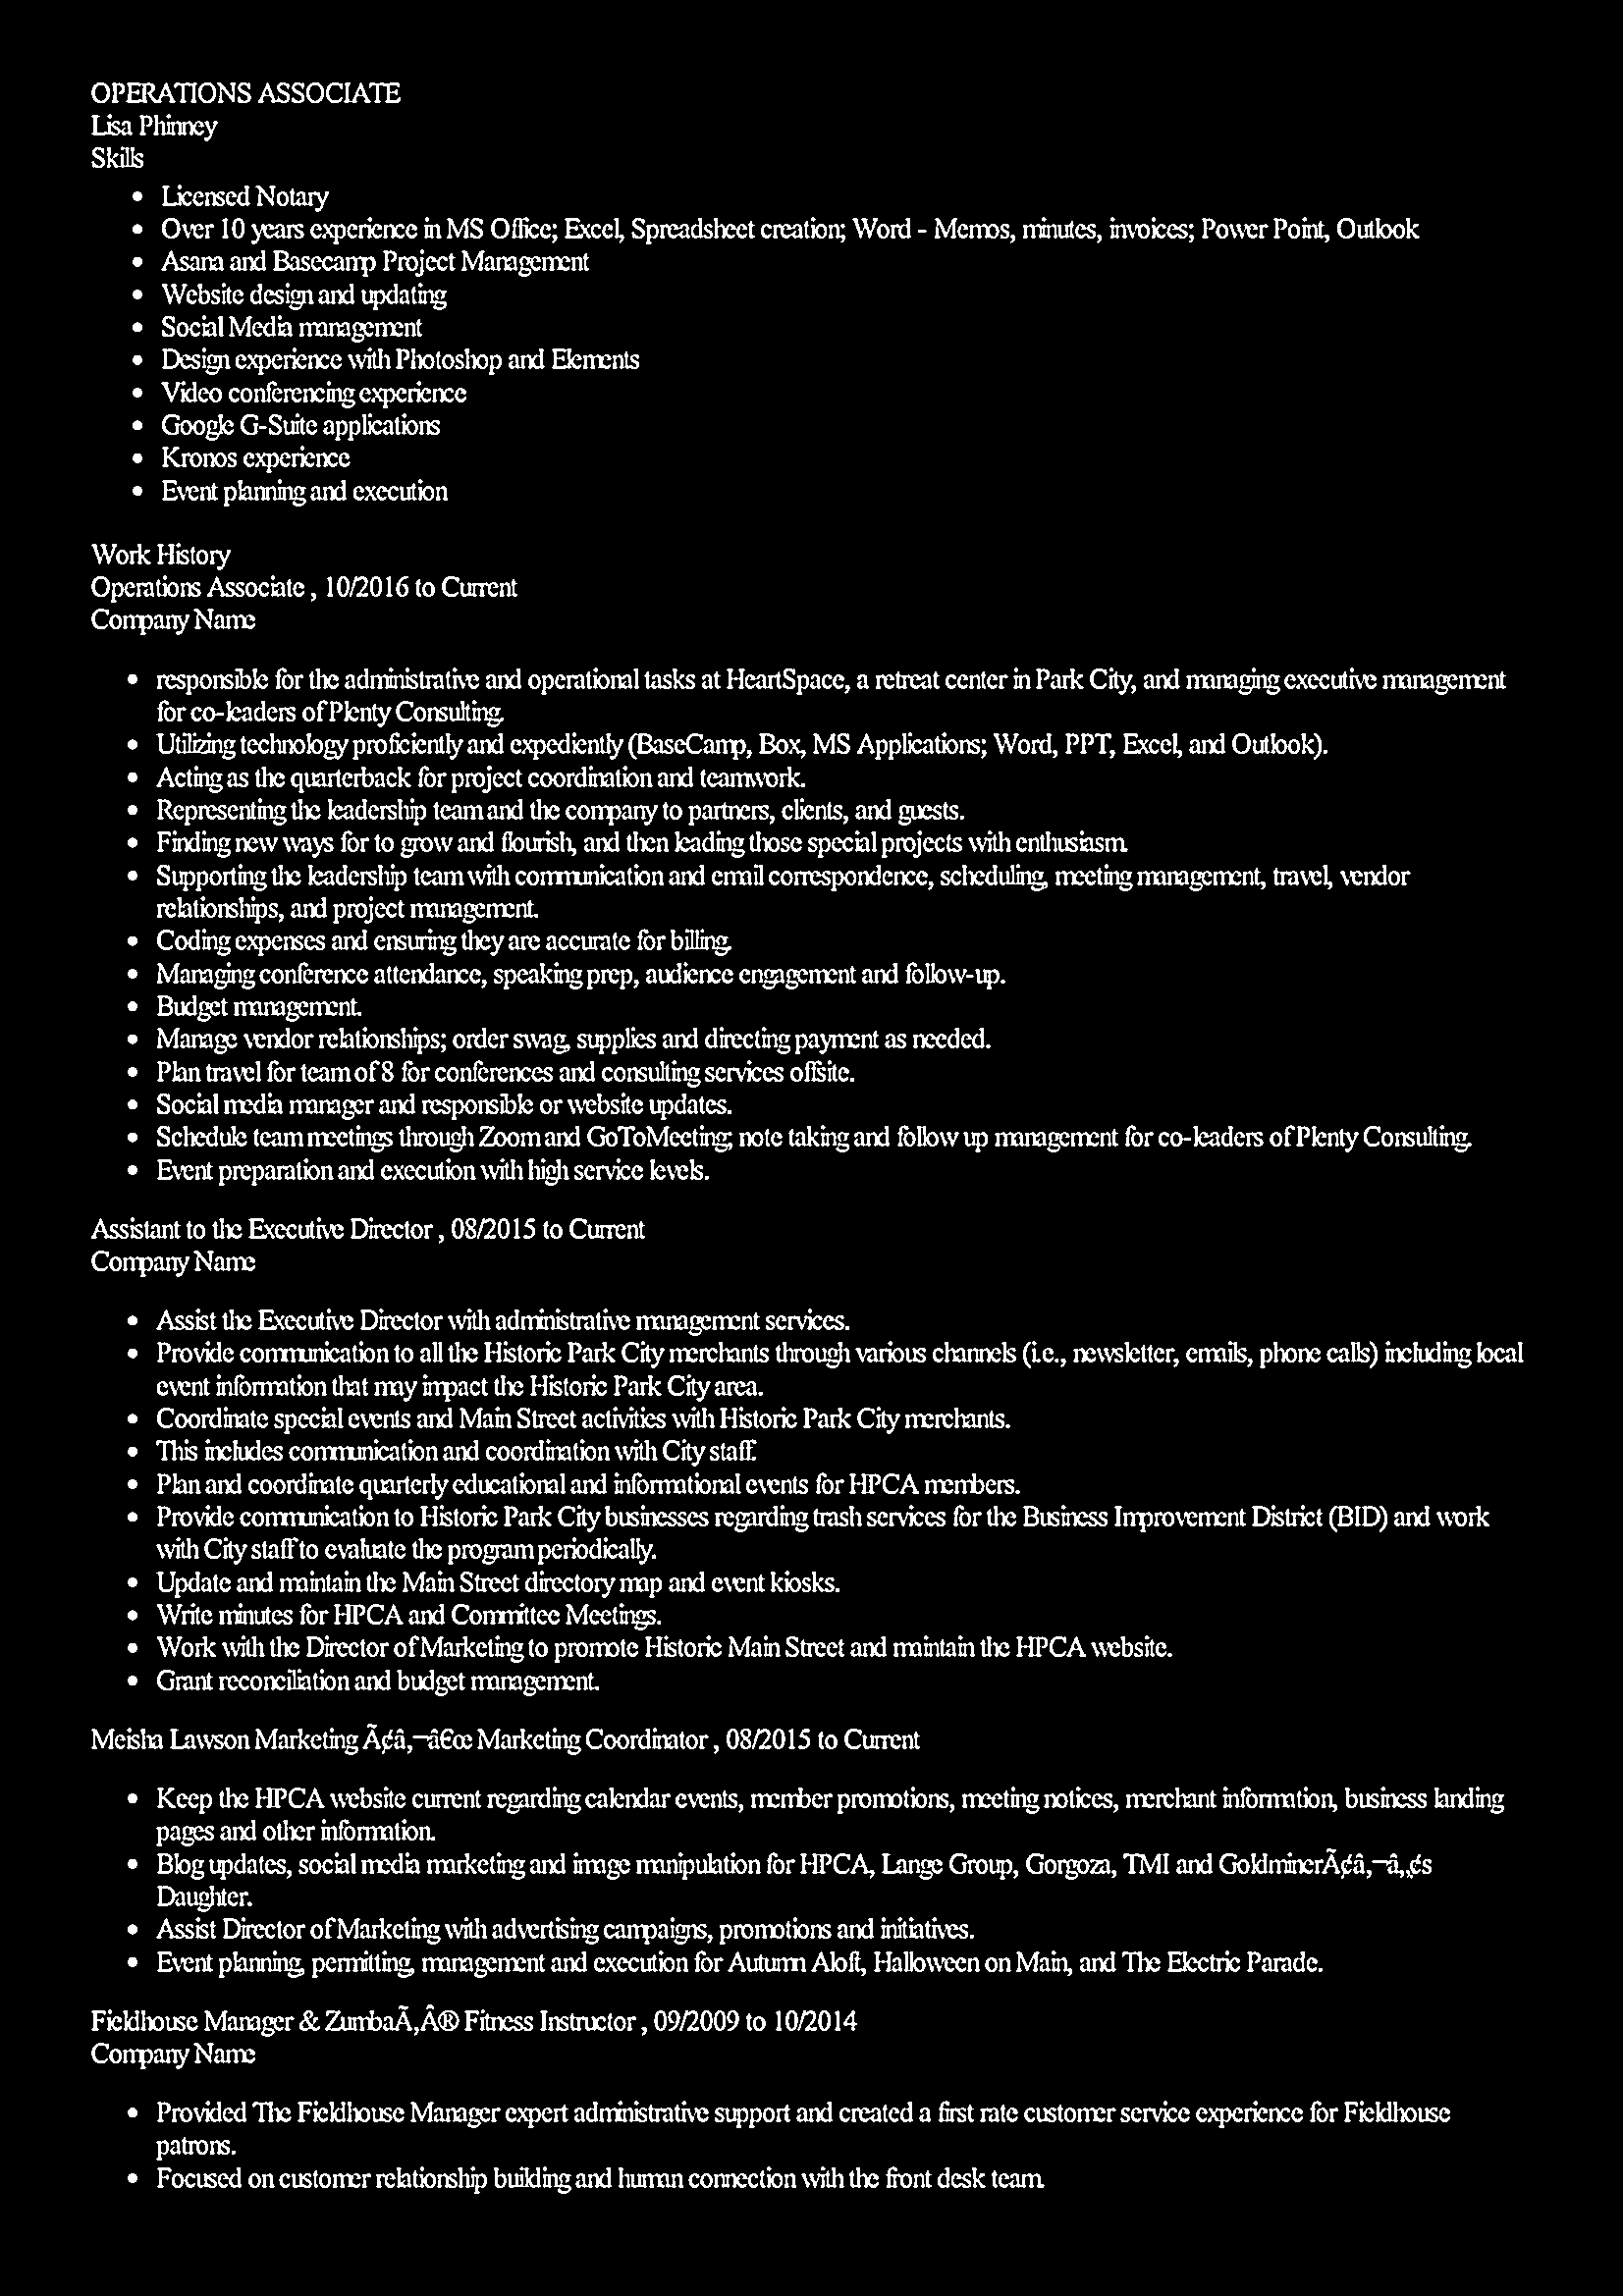 OPERATIONS ASSOCIATE
Lisa Phinney
Skills
• Licensed Notary
• Over 10 years experience in MS Office; Excel, Spreadsheet creation; Word - Memos, minutes, invoices; Power Point, Outlook
• Asana and Basecamp Project Management
• Website design and updating
• Social Media management
• Design experience with Photoshop and Elements
• Video conferencing experience
• Google G-Suite applications
• Kronos experience
• Event planning and execution
Work History
Operations Associate , 10/2016 to Current
Company Name
• responsible for the administrative and operational tasks at HeartSpace, a retreat center in Park City, and managing executive management
for co-leaders of Plenty Consulting.
• Utilizing technology proficiently and expediently (BaseCamp, Box, MS Applications; Word, PPT, Excel, and Outlook).
• Acting as the quarterback for project coordination and teamwork.
• Representing the leadership team and the company to partners, clients, and guests.
• Finding new ways for to grow and flourish, and then leading those special projects with enthusiasm.
• Supporting the leadership team with communication and email correspondence, scheduling, meeting management, travel, vendor
relationships, and project management.
• Coding expenses and ensuring they are accurate for billing.
• Managing conference attendance, speaking prep, audience engagement and follow-up.
• Budget management.
• Manage vendor relationships; order swag, supplies and directing payment as needed.
• Plan travel for team of 8 for conferences and consulting services offsite.
• Social media manager and responsible or website updates.
• Schedule team meetings through Zoom and GoToMeeting; note taking and follow up management for co-leaders of Plenty Consulting.
• Event preparation and execution with high service levels.
Assistant to the Executive Director , 08/2015 to Current
Company Name
• Assist the Executive Director with administrative management services.
• Provide communication to all the Historic Park City merchants through various channels (i.e., newsletter, emails, phone calls) including local
event information that may impact the Historic Park City area.
• Coordinate special events and Main Street activities with Historic Park City merchants.
• This includes communication and coordination with City staff.
• Plan and coordinate quarterly educational and informational events for HPCA members.
• Provide communication to Historic Park City businesses regarding trash services for the Business Improvement District (BID) and work
with City staff to evaluate the program periodically.
• Update and maintain the Main Street directory map and event kiosks.
• Write minutes for HPCA and Committee Meetings.
• Work with the Director of Marketing to promote Historic Main Street and maintain the HPCA website.
• Grant reconciliation and budget management.
Meisha Lawson Marketing Ã¢â‚¬â€œ Marketing Coordinator , 08/2015 to Current
• Keep the HPCA website current regarding calendar events, member promotions, meeting notices, merchant information, business landing
pages and other information.
• Blog updates, social media marketing and image manipulation for HPCA, Lange Group, Gorgoza, TMI and GoldminerÃ¢â‚¬â„¢s
Daughter.
• Assist Director of Marketing with advertising campaigns, promotions and initiatives.
• Event planning, permitting, management and execution for Autumn Aloft, Halloween on Main, and The Electric Parade.
Fieldhouse Manager & ZumbaÃ‚Â® Fitness Instructor , 09/2009 to 10/2014
Company Name
• Provided The Fieldhouse Manager expert administrative support and created a first rate customer service experience for Fieldhouse
patrons.
• Focused on customer relationship building and human connection with the front desk team.